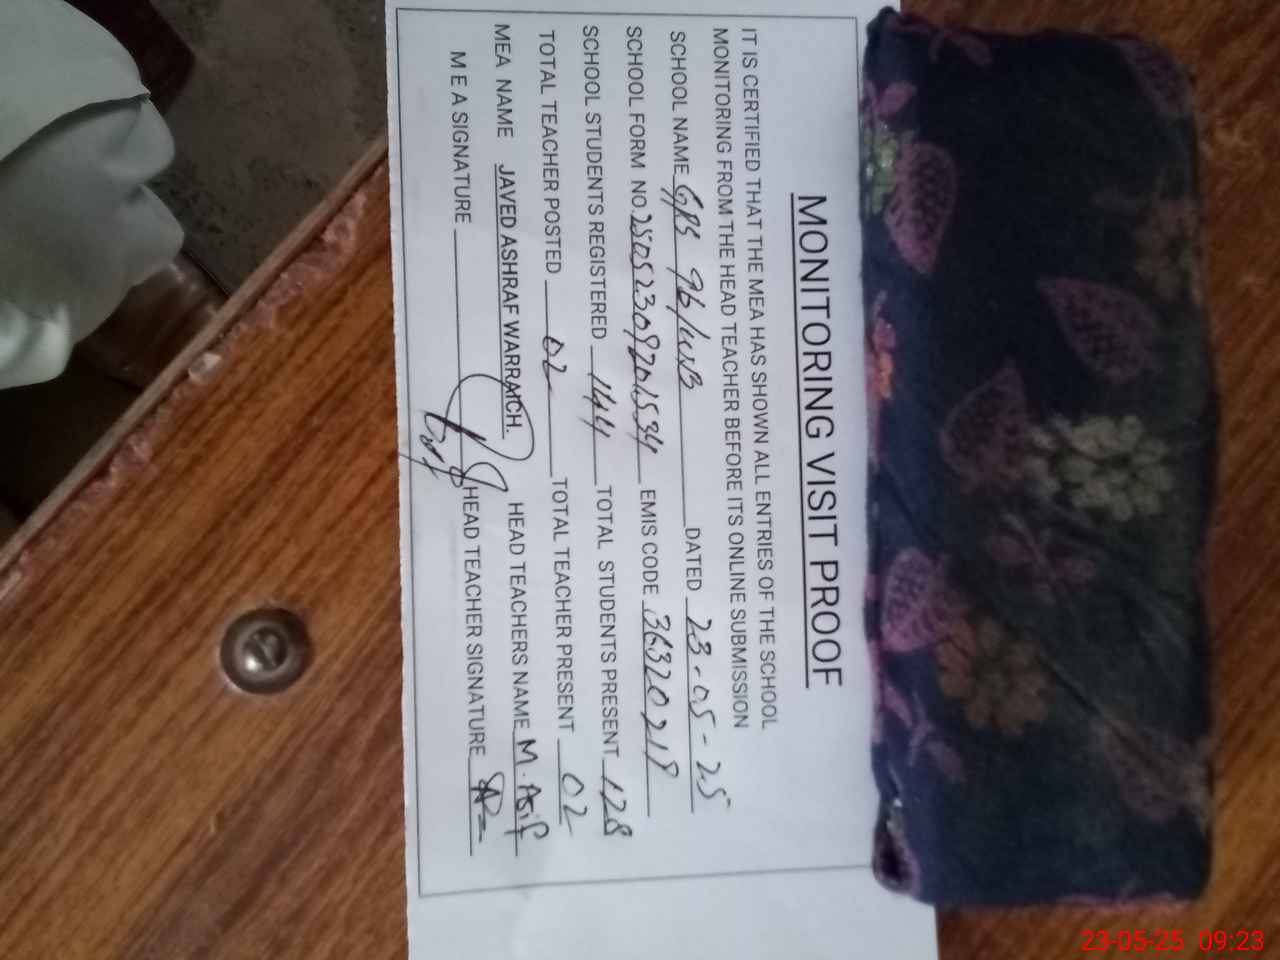 MONITORING VISIT PROOF
IT IS CERTIFIED THAT THE MEA HAS SHOWN ALL ENTRIES OF THE SCHOOL
MONITORING FROM THE HEAD TEACHER BEFORE ITS ONLINE SUBMISSION
SCHOOL NAME GPS 96/WB DATED 23-05-25
SCHOOL FORM NO. EMIS CODE 36320218
SCHOOL STUDENTS REGISTERED 144 TOTAL STUDENTS PRESENT 128
TOTAL TEACHER POSTED 02 TOTAL TEACHER PRESENT 02
MEA NAME JAVED ASHRAF WARRAICH. HEAD TEACHERS NAME M. Asif
M E A SIGNATURE HEAD TEACHER SIGNATURE
23-05-25 09:23